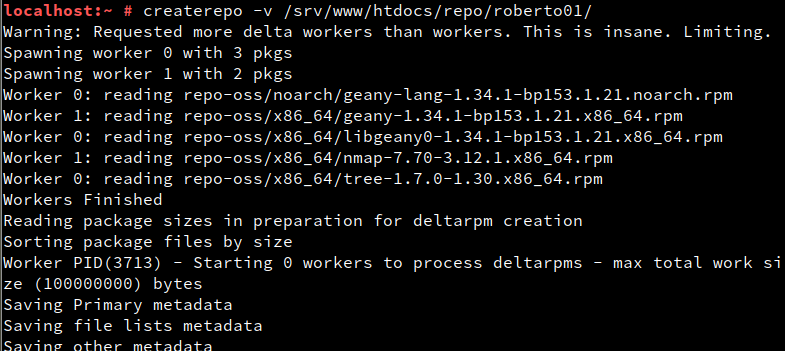 localhost:~ # createrepo -v /srv/www/htdocs/repo/roberto01/
Warning: Requested more delta workers than workers. This is insane. Limiting.
Spawning worker 0 with 3 pkgs
Spawning worker 1 with 2 pkgs
Worker 0: reading repo-oss/noarch/geany-lang-1.34.1-bp153.1.21.noarch.rpm
Worker 1: reading repo-oss/x86_64/geany-1.34.1-bp153.1.21.x86_64.rpm
Worker 0: reading repo-oss/x86_64/libgeany0-1.34.1-bp153.1.21.x86_64.rpm
Worker 1: reading repo-oss/x86_64/nmap-7.70-3.12.1.x86_64.rpm
Worker 0: reading repo-oss/x86_64/tree-1.7.0-1.30.x86_64.rpm
Workers Finished
Reading package sizes in preparation for deltarpm creation
Sorting package files by size
Worker PID(3713) - Starting 0 workers to process deltarpms - max total work si
ze (100000000) bytes
Saving Primary metadata
Saving file lists metadata
Saving other metadata